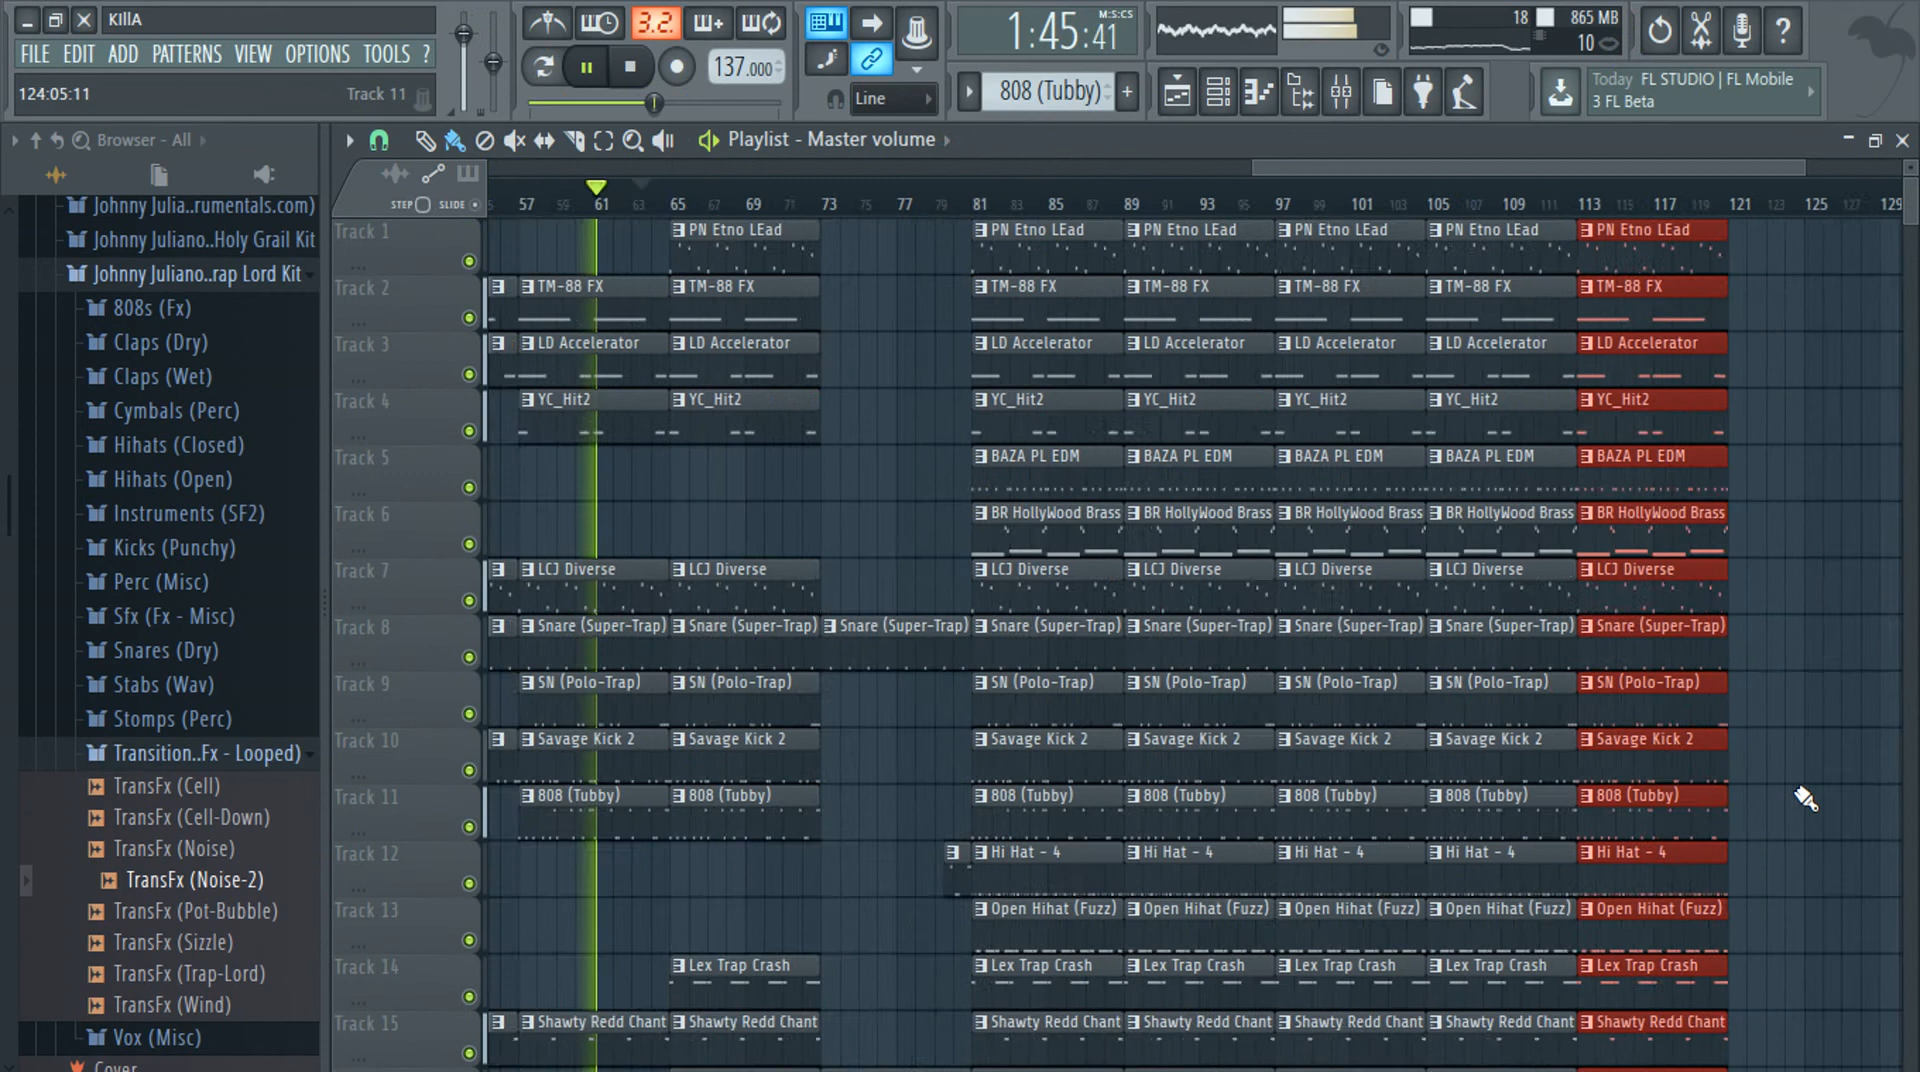 KIllA
FILE EDIT ADD PATTERNS VIEW OPTIONS TOOLS ?
124:05:11 Track 11
3.2.
137.000
Line
1:45:41 M:S:CS
808 (Tubby) +
18 865 MB
10
?
Today FL STUDIO | FL Mobile
3 FL Beta
Browser - All
Playlist - Master volume
STEP SLIDE
57 59 61 63 65 67 69 71 73 75 77 79 81 83 85 87 89 91 93 95 97 99 101 103 105 107 109 111 113 115 117 119 121 123 125 127 129
Johnny Julia..rumentals.com)
Johnny Juliano..Holy Grail Kit
Johnny Juliano..rap Lord Kit
808s (Fx)
Claps (Dry)
Claps (Wet)
Cymbals (Perc)
Hihats (Closed)
Hihats (Open)
Instruments (SF2)
Kicks (Punchy)
Perc (Misc)
Sfx (Fx - Misc)
Snares (Dry)
Stabs (Wav)
Stomps (Perc)
Transition..Fx - Looped)
TransFx (Cell)
TransFx (Cell-Down)
TransFx (Noise)
TransFx (Noise-2)
TransFx (Pot-Bubble)
TransFx (Sizzle)
TransFx (Trap-Lord)
TransFx (Wind)
Vox (Misc)
Cover
Track 1 PN Etno LEad PN Etno LEad PN Etno LEad PN Etno LEad PN Etno LEad PN Etno LEad
Track 2 TM-88 FX TM-88 FX TM-88 FX TM-88 FX TM-88 FX TM-88 FX TM-88 FX
Track 3 LD Accelerator LD Accelerator LD Accelerator LD Accelerator LD Accelerator LD Accelerator LD Accelerator
Track 4 YC_Hit2 YC_Hit2 YC_Hit2 YC_Hit2 YC_Hit2 YC_Hit2 YC_Hit2
Track 5 BAZA PL EDM BAZA PL EDM BAZA PL EDM BAZA PL EDM BAZA PL EDM
Track 6 BR HollyWood Brass BR HollyWood Brass BR HollyWood Brass BR HollyWood Brass BR HollyWood Brass
Track 7 LCJ Diverse LCJ Diverse LCJ Diverse LCJ Diverse LCJ Diverse LCJ Diverse LCJ Diverse
Track 8 Snare (Super-Trap) Snare (Super-Trap) Snare (Super-Trap) Snare (Super-Trap) Snare (Super-Trap) Snare (Super-Trap) Snare (Super-Trap) Snare (Super-Trap)
Track 9 SN (Polo-Trap) SN (Polo-Trap) SN (Polo-Trap) SN (Polo-Trap) SN (Polo-Trap) SN (Polo-Trap) SN (Polo-Trap)
Track 10 Savage Kick 2 Savage Kick 2 Savage Kick 2 Savage Kick 2 Savage Kick 2 Savage Kick 2 Savage Kick 2
Track 11 808 (Tubby) 808 (Tubby) 808 (Tubby) 808 (Tubby) 808 (Tubby) 808 (Tubby) 808 (Tubby)
Track 12 Hi Hat - 4 Hi Hat - 4 Hi Hat - 4 Hi Hat - 4 Hi Hat - 4
Track 13 Open Hihat (Fuzz) Open Hihat (Fuzz) Open Hihat (Fuzz) Open Hihat (Fuzz) Open Hihat (Fuzz)
Track 14 Lex Trap Crash Lex Trap Crash Lex Trap Crash Lex Trap Crash Lex Trap Crash Lex Trap Crash
Track 15 Shawty Redd Chant Shawty Redd Chant Shawty Redd Chant Shawty Redd Chant Shawty Redd Chant Shawty Redd Chant Shawty Redd Chant